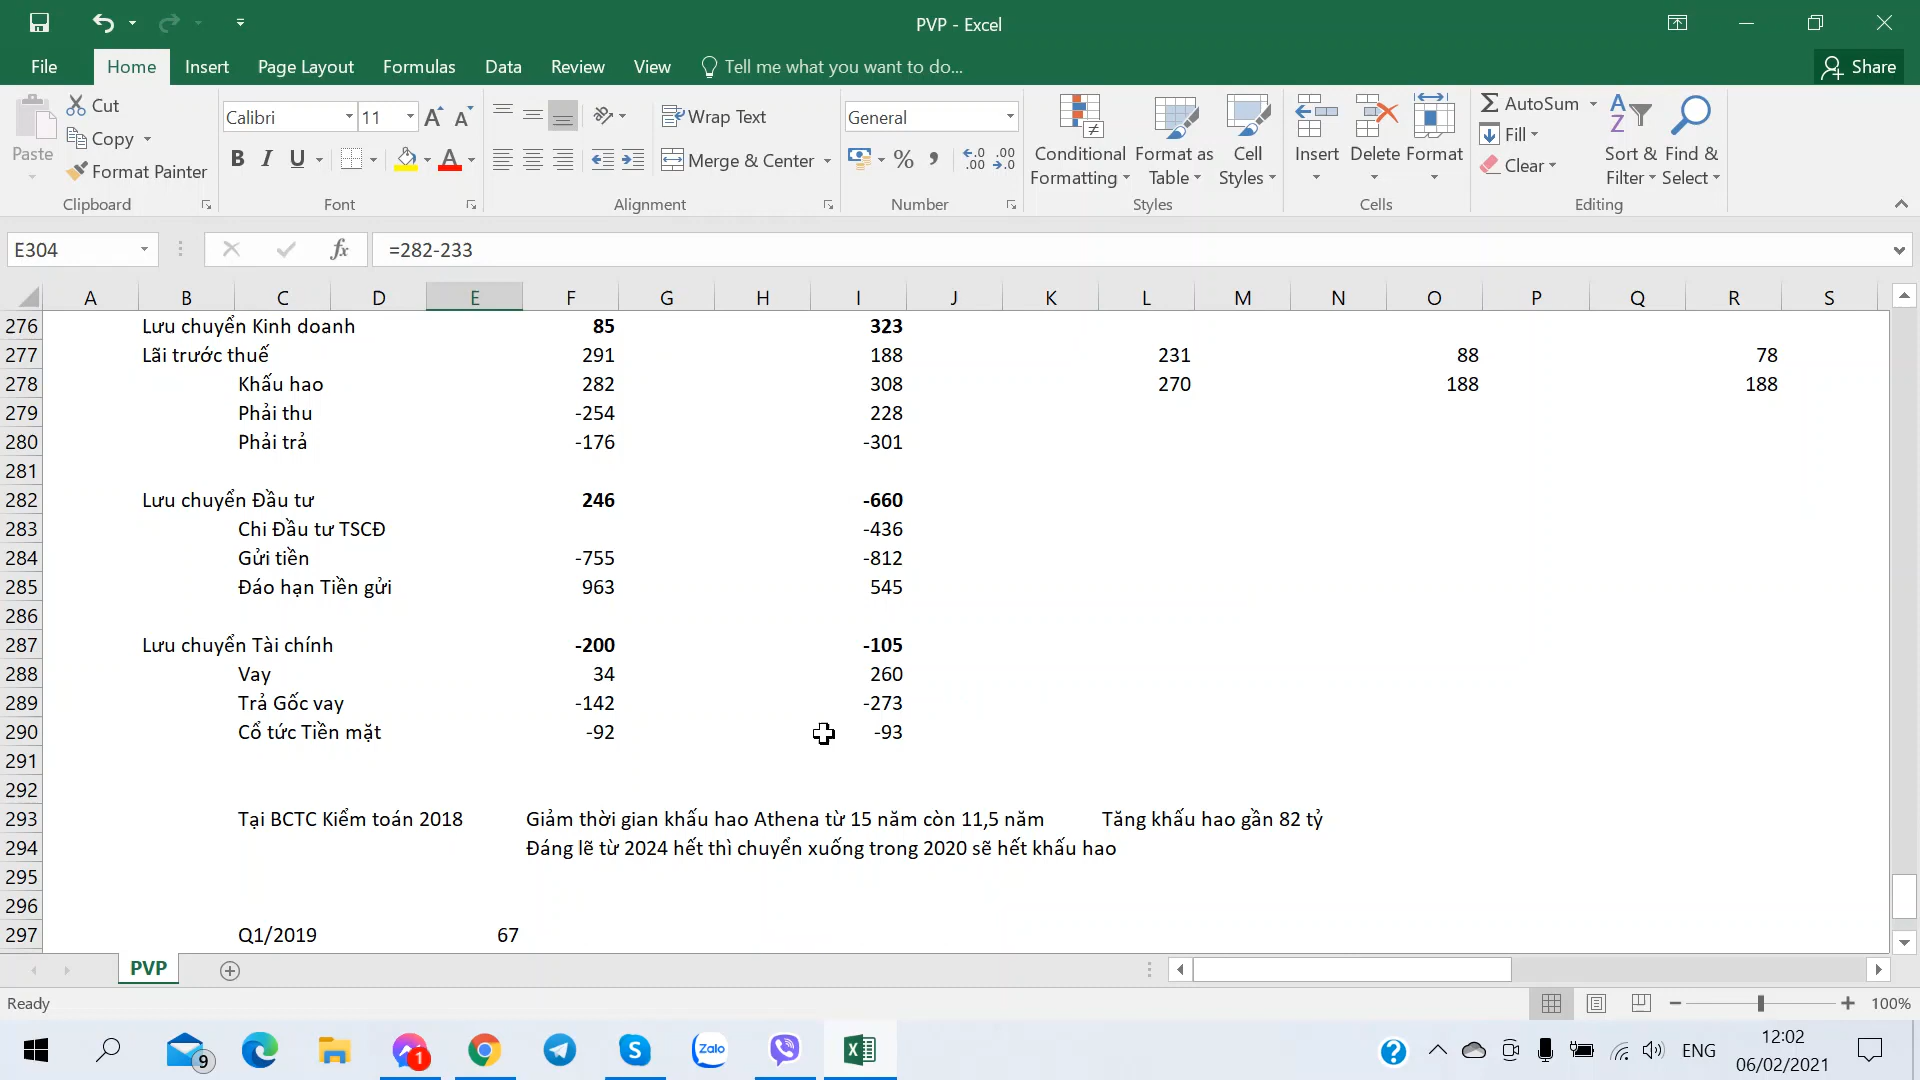 PVP - Excel
File Home Insert Page Layout Formulas Data Review View Tell me what you want to do... Share
Cut
Copy
Format Painter
Paste
Clipboard
Calibri 11
B I U
Font
Wrap Text
Merge & Center
Alignment
General
Number
Conditional Formatting
Format as Table
Cell Styles
Styles
Insert Delete Format
Cells
AutoSum
Fill
Clear
Sort & Filter
Find & Select
Editing
E304 =282-233
A B C D E F G H I J K L M N O P Q R S
276 Lưu chuyển Kinh doanh 85 323
277 Lãi trước thuế 291 188 231 88 78
278 Khấu hao 282 308 270 188 188
279 Phải thu -254 228
280 Phải trả -176 -301
281
282 Lưu chuyển Đầu tư 246 -660
283 Chi Đầu tư TSCĐ -436
284 Gửi tiền -755 -812
285 Đáo hạn Tiền gửi 963 545
286
287 Lưu chuyển Tài chính -200 -105
288 Vay 34 260
289 Trả Gốc vay -142 -273
290 Cổ tức Tiền mặt -92 -93
291
292
293 Tại BCTC Kiểm toán 2018 Giảm thời gian khấu hao Athena từ 15 năm còn 11,5 năm Tăng khấu hao gần 82 tỷ
294 Đáng lẽ từ 2024 hết thì chuyển xuống trong 2020 sẽ hết khấu hao
295
296
297 Q1/2019 67
PVP
Ready 100%
9 1 Zalo ENG 12:02
06/02/2021